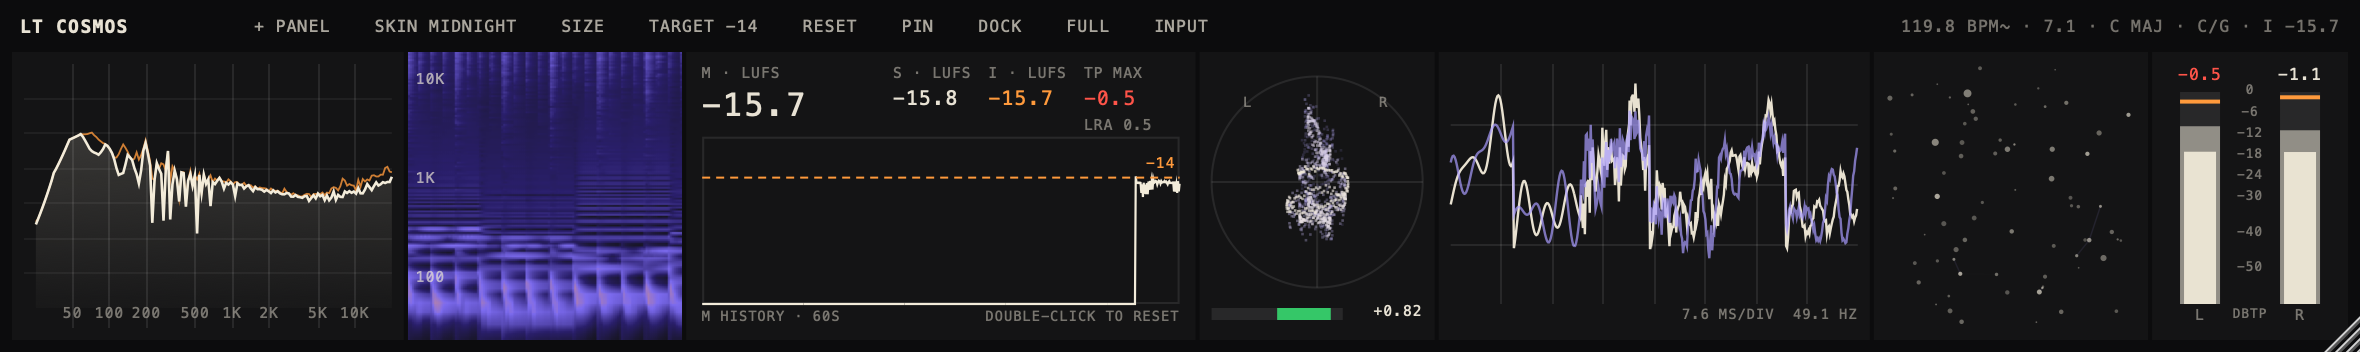 LT COSMOS
+ PANEL
SKIN MIDNIGHT
SIZE
TARGET −14
RESET
PIN
DOCK
FULL
INPUT
119.8 BPM~ · 7.1 · C MAJ · C/G · I −15.7
50 100 200 500 1K 2K 5K 10K
10K
1K
100
M · LUFS
−15.7
S · LUFS
−15.8
I · LUFS
−15.7
TP MAX
−0.5
LRA 0.5
−14
M HISTORY · 60S
DOUBLE–CLICK TO RESET
L
R
+0.82
7.6 MS/DIV 49.1 HZ
−0.5
−1.1
0
−6
−12
−18
−24
−30
−40
−50
L DBTP R